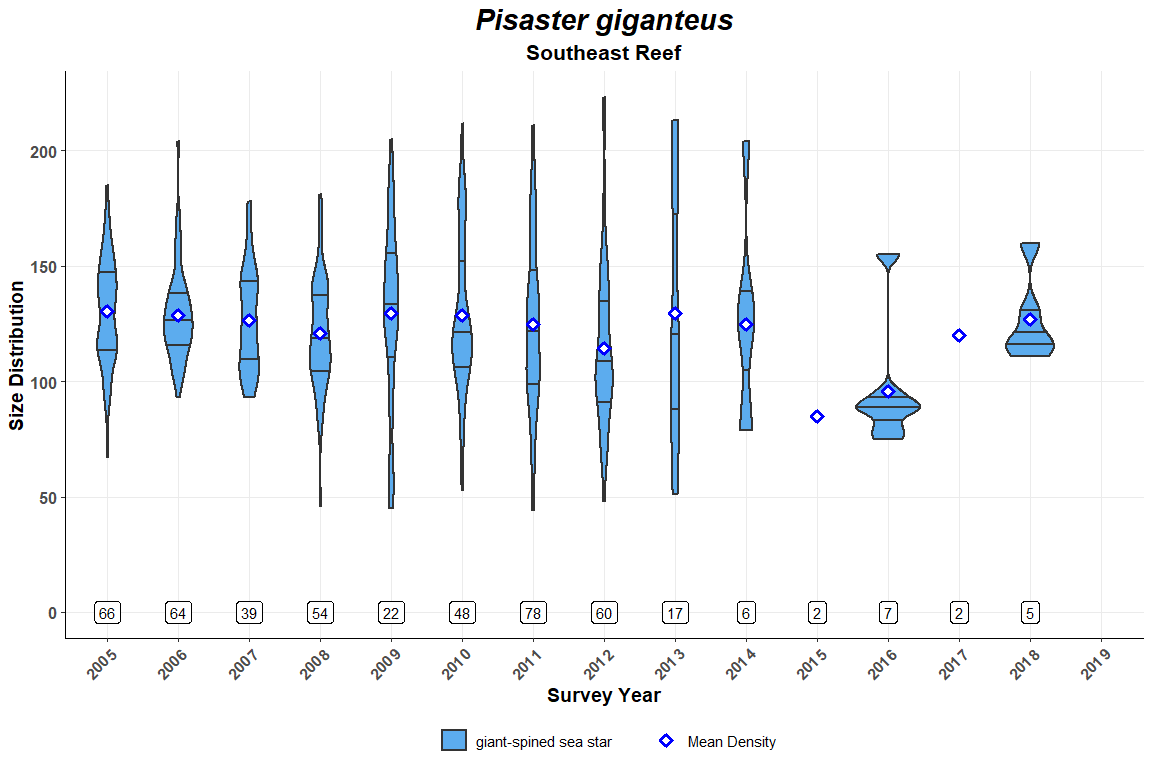 Pisaster giganteus
Southeast Reef
Size Distribution
200
150
100
50
0
66 64 39 54 22 48 78 60 17 6 2 7 2 5
2005 2006 2007 2008 2009 2010 2011 2012 2013 2014 2015 2016 2017 2018 2019
Survey Year
giant-spined sea star Mean Density